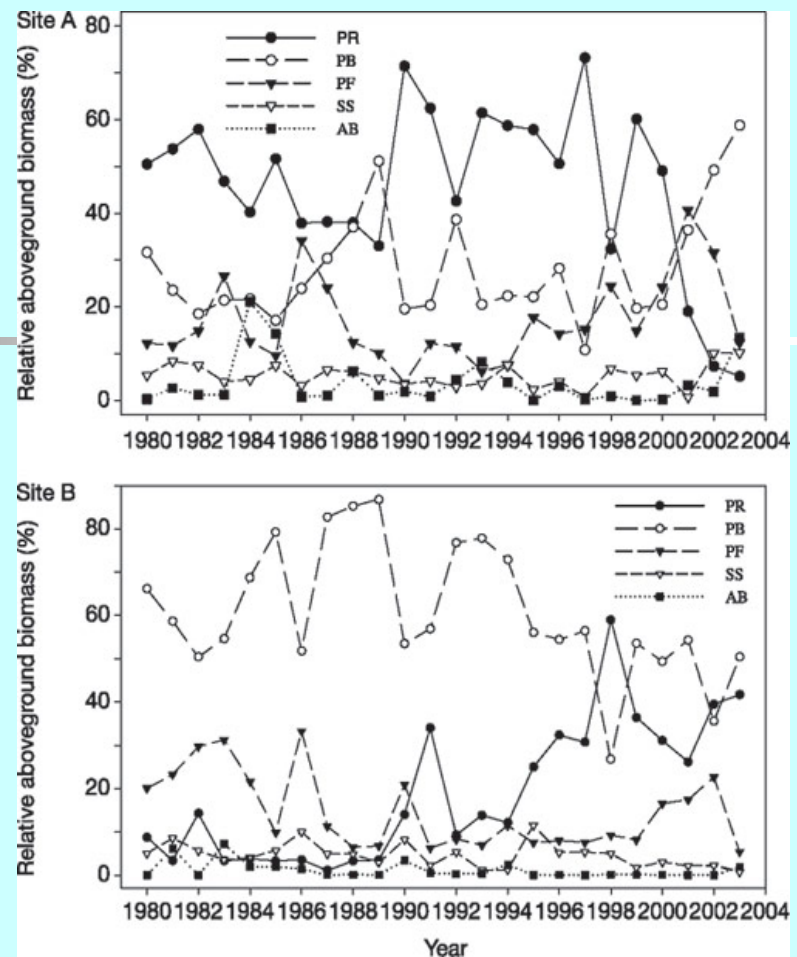 Site A
Relative aboveground biomass (%)
80
60
40
20
0
PR
PB
PF
SS
AB
1980 1982 1984 1986 1988 1990 1992 1994 1996 1998 2000 2002 2004
Site B
Relative aboveground biomass (%)
80
60
40
20
0
PR
PB
PF
SS
AB
1980 1982 1984 1986 1988 1990 1992 1994 1996 1998 2000 2002 2004
Year